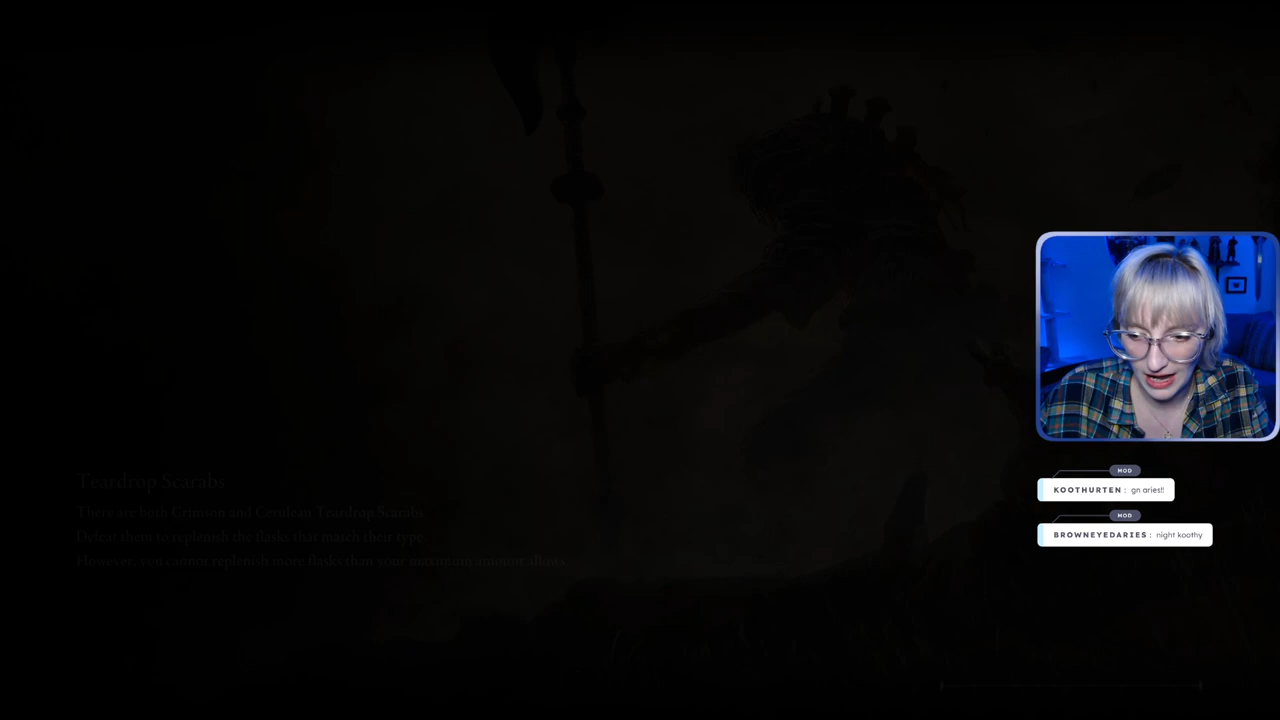 Teardrop Scarabs
There are both Crimson and Cerulean Teardrop Scarabs.
Defeat them to replenish the flasks that match their type.
However, you cannot replenish more flasks than your maximum amount allows.
MOD
KOOTHURTEN : gn aries!!
MOD
BROWNEYEDARIES : night koothy